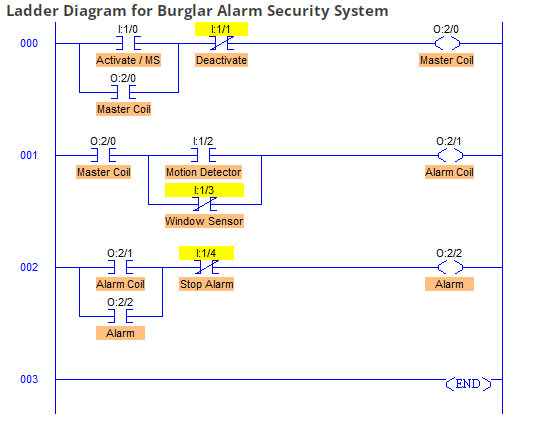 Ladder Diagram for Burglar Alarm Security System
I:1/0 I:1/1 O:2/0
000
Activate / MS Deactivate Master Coil
O:2/0
Master Coil
O:2/0 I:1/2 O:2/1
001
Master Coil Motion Detector Alarm Coil
I:1/3
Window Sensor
O:2/1 I:1/4 O:2/2
002
Alarm Coil Stop Alarm Alarm
O:2/2
Alarm
003 END